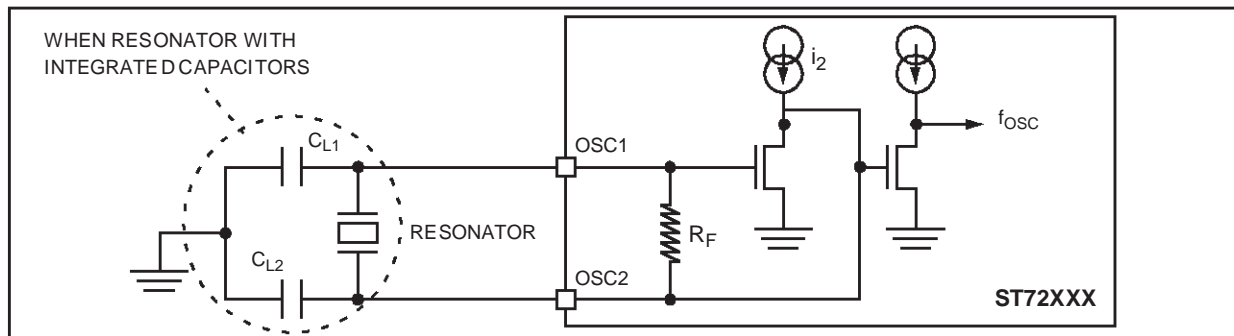 WHEN RESONATOR WITH
INTEGRATED CAPACITORS
i2
fOSC
CL1
OSC1
RESONATOR
RF
CL2
OSC2
ST72XXX